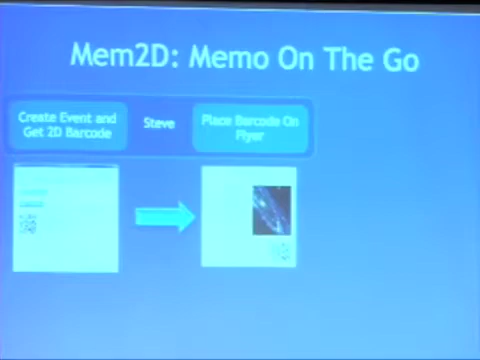 Mem2D: Memo On The Go
Create Event and
Get 2D Barcode
Steve
Place Barcode On
Flyer